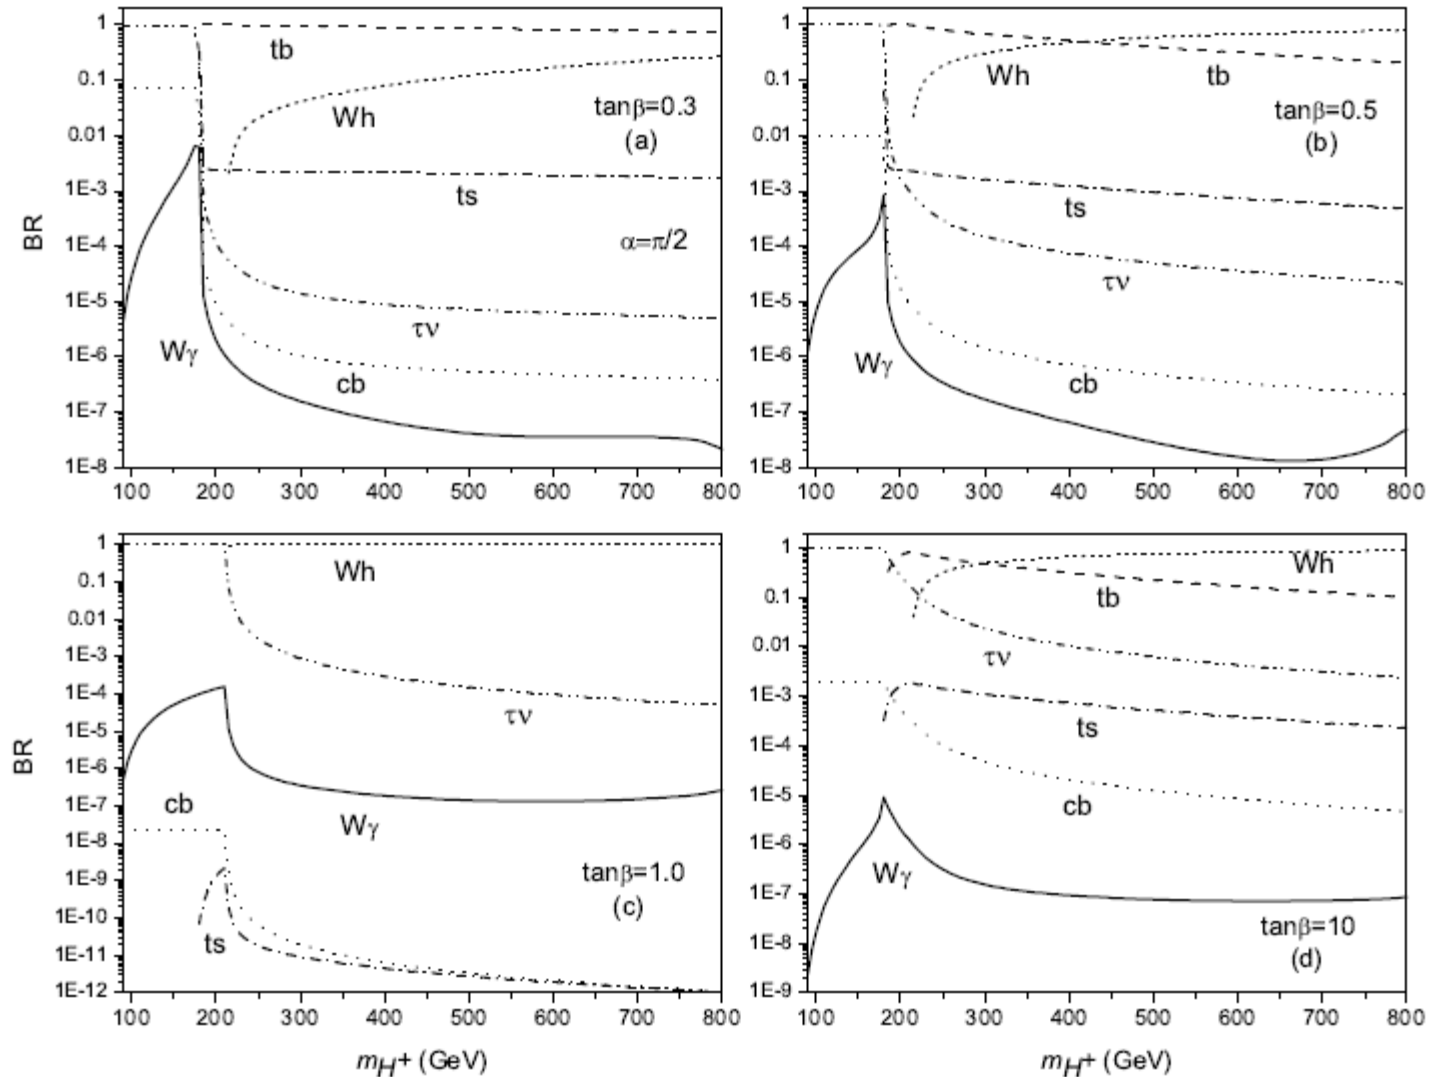 1
0.1
0.01
1E-3
1E-4
1E-5
1E-6
1E-7
1E-8
BR
tb
Wh
tanβ=0.3
(a)
ts
α=π/2
τν
Wγ
cb
100 200 300 400 500 600 700 800
1
0.1
0.01
1E-3
1E-4
1E-5
1E-6
1E-7
1E-8
Wh
tb
tanβ=0.5
(b)
ts
τν
Wγ
cb
100 200 300 400 500 600 700 800
1
0.1
0.01
1E-3
1E-4
1E-5
1E-6
1E-7
1E-8
1E-9
1E-10
1E-11
1E-12
BR
Wh
τν
cb
Wγ
tanβ=1.0
(c)
ts
100 200 300 400 500 600 700 800
mH+ (GeV)
1
0.1
0.01
1E-3
1E-4
1E-5
1E-6
1E-7
1E-8
1E-9
Wh
tb
τν
ts
cb
Wγ
tanβ=10
(d)
100 200 300 400 500 600 700 800
mH+ (GeV)